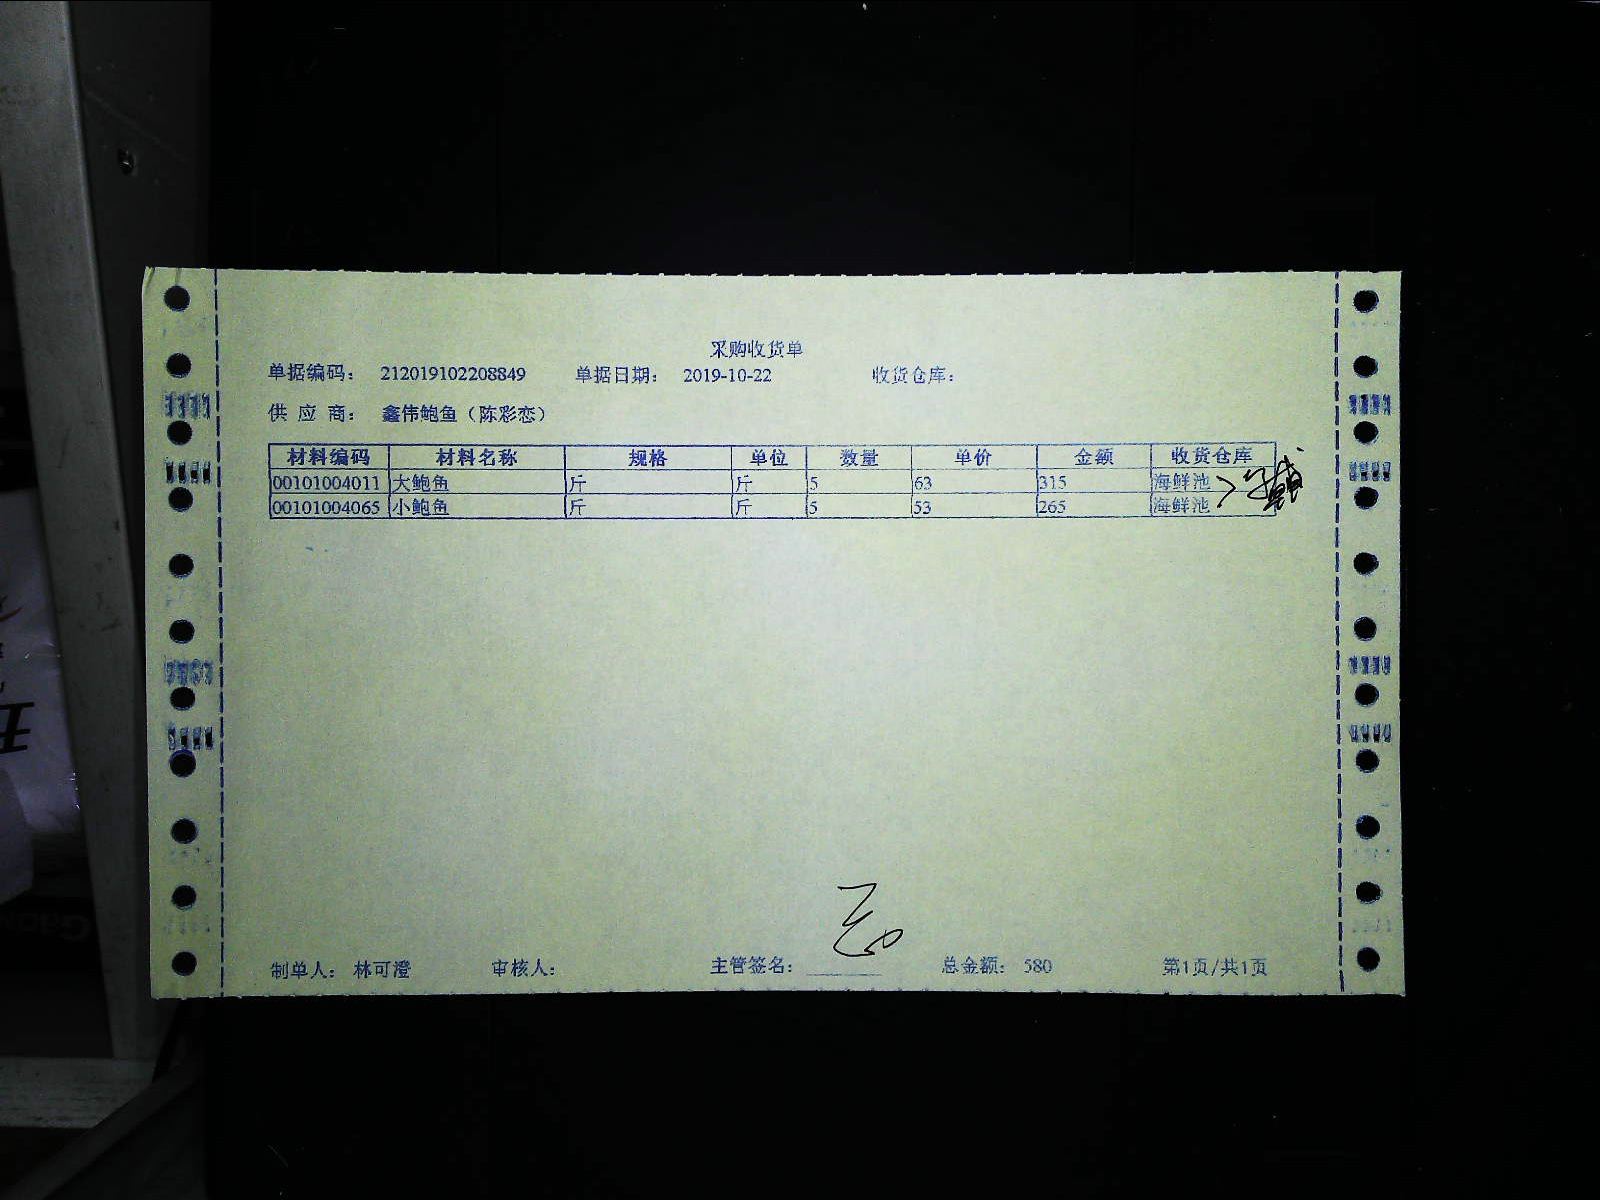 采购收货单
单据编码： 212019102208849 单据日期： 2019-10-22 收货仓库：
供 应 商： 鑫伟鲍鱼（陈彩恋）
材料编码 材料名称 规格 单位 数量 单价 金额 收货仓库
00101004011 大鲍鱼 斤 斤 5 63 315 海鲜池
00101004065 小鲍鱼 斤 斤 5 53 265 海鲜池
制单人： 林可澄 审核人： 主管签名： 总金额： 580 第1页/共1页